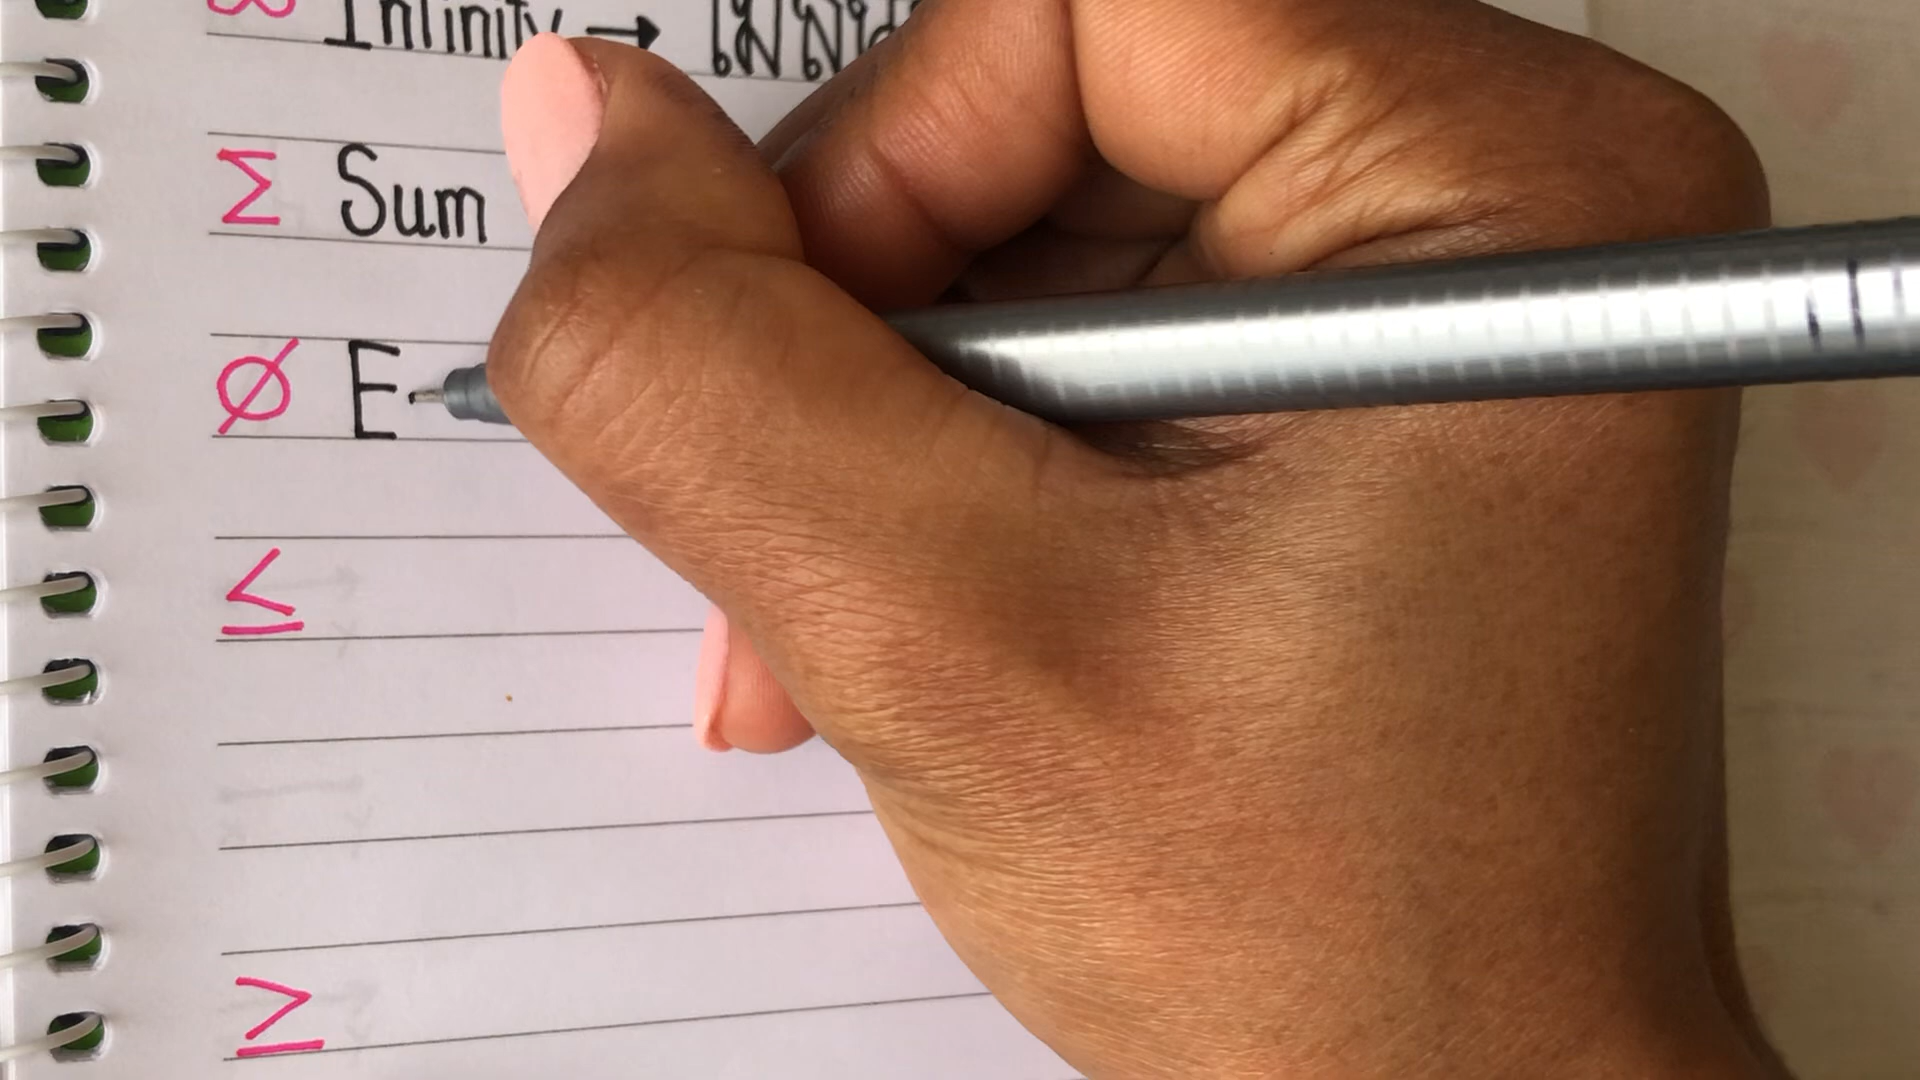 ∞ Infinity →
Σ Sum
∅ E
≤
≥